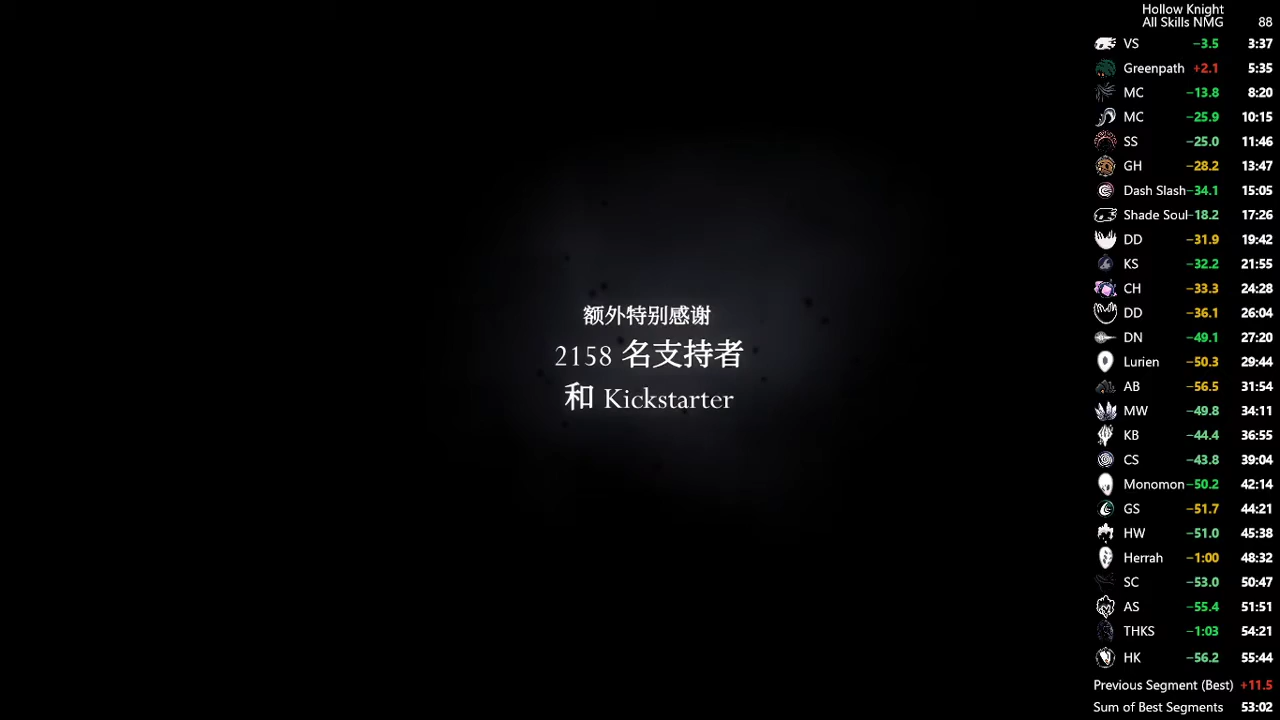 额外特别感谢
2158 名支持者
和 Kickstarter
Hollow Knight
All Skills NMG 88
VS −3.5 3:37
Greenpath +2.1 5:35
MC −13.8 8:20
MC −25.9 10:15
SS −25.0 11:46
GH −28.2 13:47
Dash Slash −34.1 15:05
Shade Soul −18.2 17:26
DD −31.9 19:42
KS −32.2 21:55
CH −33.3 24:28
DD −36.1 26:04
DN −49.1 27:20
Lurien −50.3 29:44
AB −56.5 31:54
MW −49.8 34:11
KB −44.4 36:55
CS −43.8 39:04
Monomon −50.2 42:14
GS −51.7 44:21
HW −51.0 45:38
Herrah −1:00 48:32
SC −53.0 50:47
AS −55.4 51:51
THKS −1:03 54:21
HK −56.2 55:44
Previous Segment (Best) +11.5
Sum of Best Segments 53:02